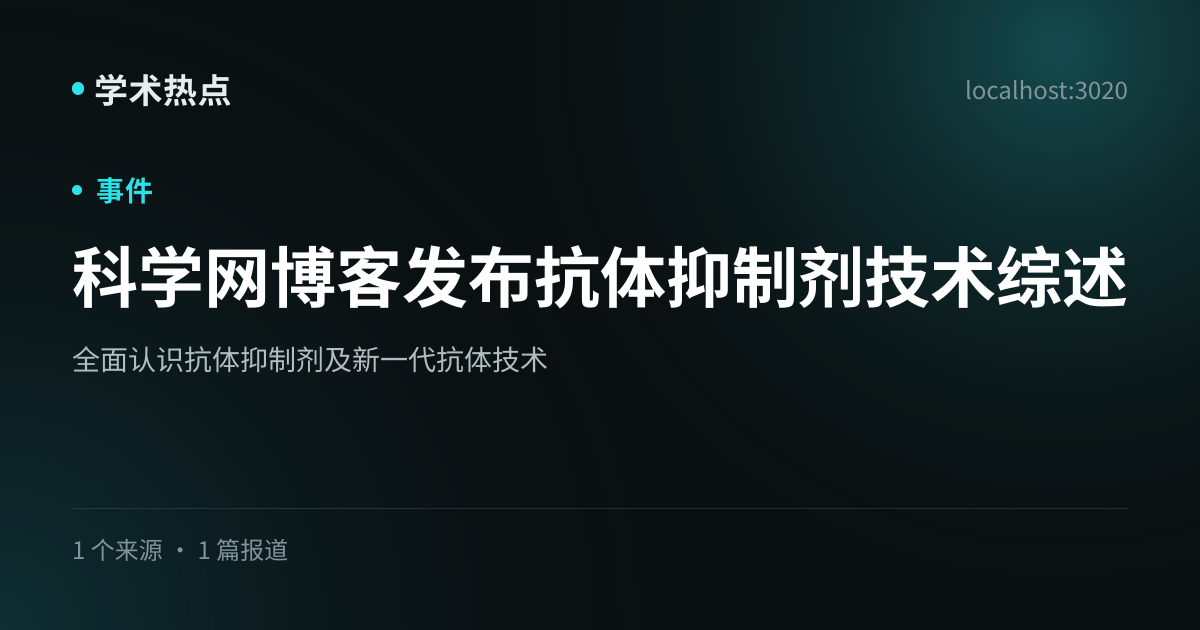 学术热点
localhost:3020
事件
科学网博客发布抗体抑制剂技术综述
全面认识抗体抑制剂及新一代抗体技术
1 个来源 · 1 篇报道